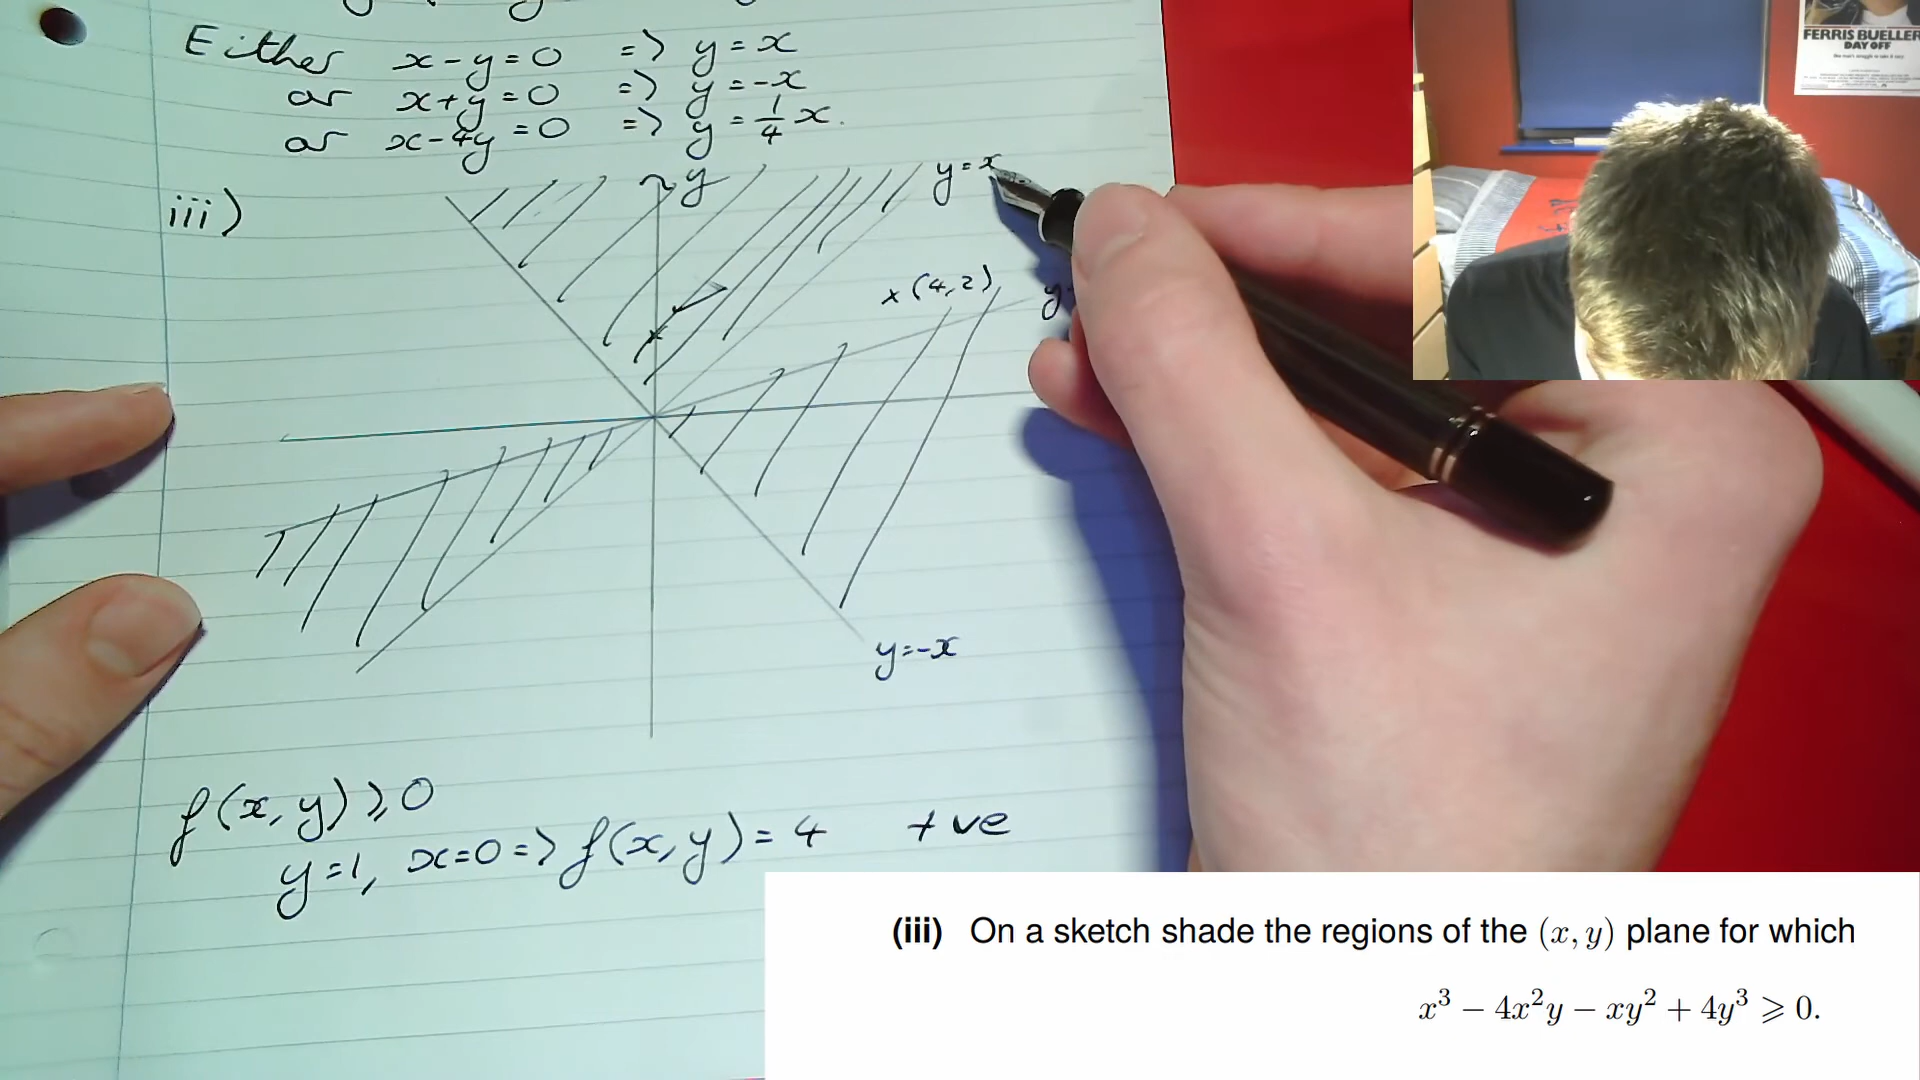 Either x-y=0 => y=x
or x+y=0 => y=-x
or x-4y=0 => y=1/4 x.
iii)
y
y=x
x (4,2)
y
y=-x
f(x,y) ⩾ 0
y=1, x=0 => f(x,y)=4 +ve
FERRIS BUELLER
DAY OFF
(iii) On a sketch shade the regions of the (x, y) plane for which
x³ − 4x²y − xy² + 4y³ ⩾ 0.